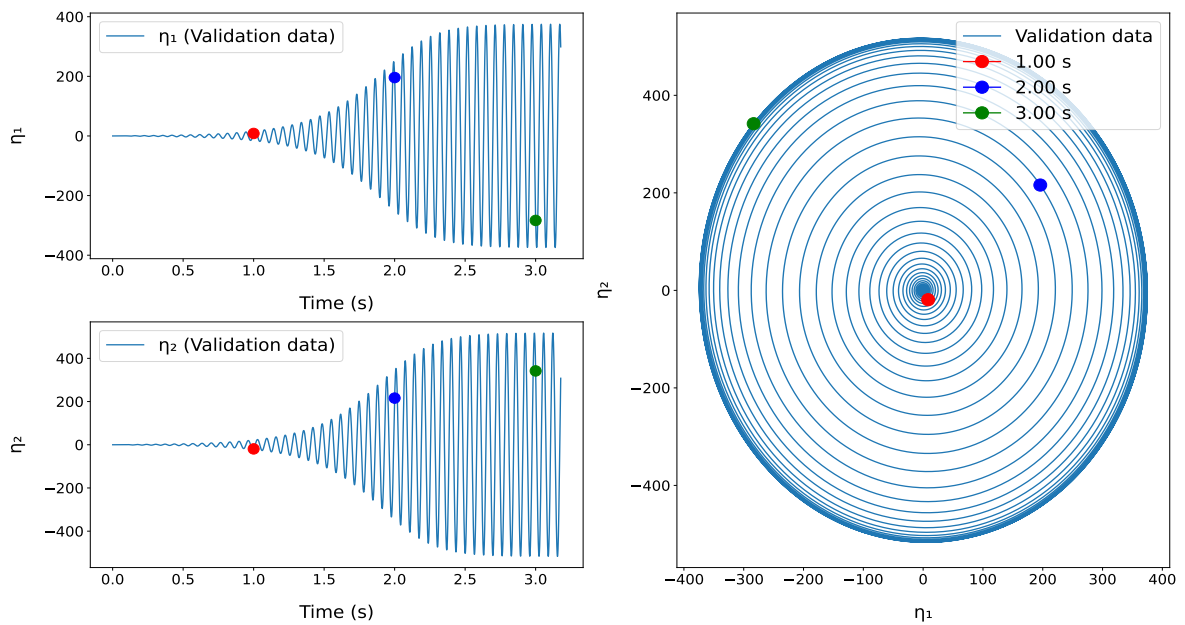 400
200
0
−200
−400
η₁
η₁ (Validation data)
0.0 0.5 1.0 1.5 2.0 2.5 3.0
Time (s)
400
200
0
−200
−400
η₂
η₂ (Validation data)
0.0 0.5 1.0 1.5 2.0 2.5 3.0
Time (s)
400
200
0
−200
−400
η₂
Validation data
1.00 s
2.00 s
3.00 s
−400 −300 −200 −100 0 100 200 300 400
η₁